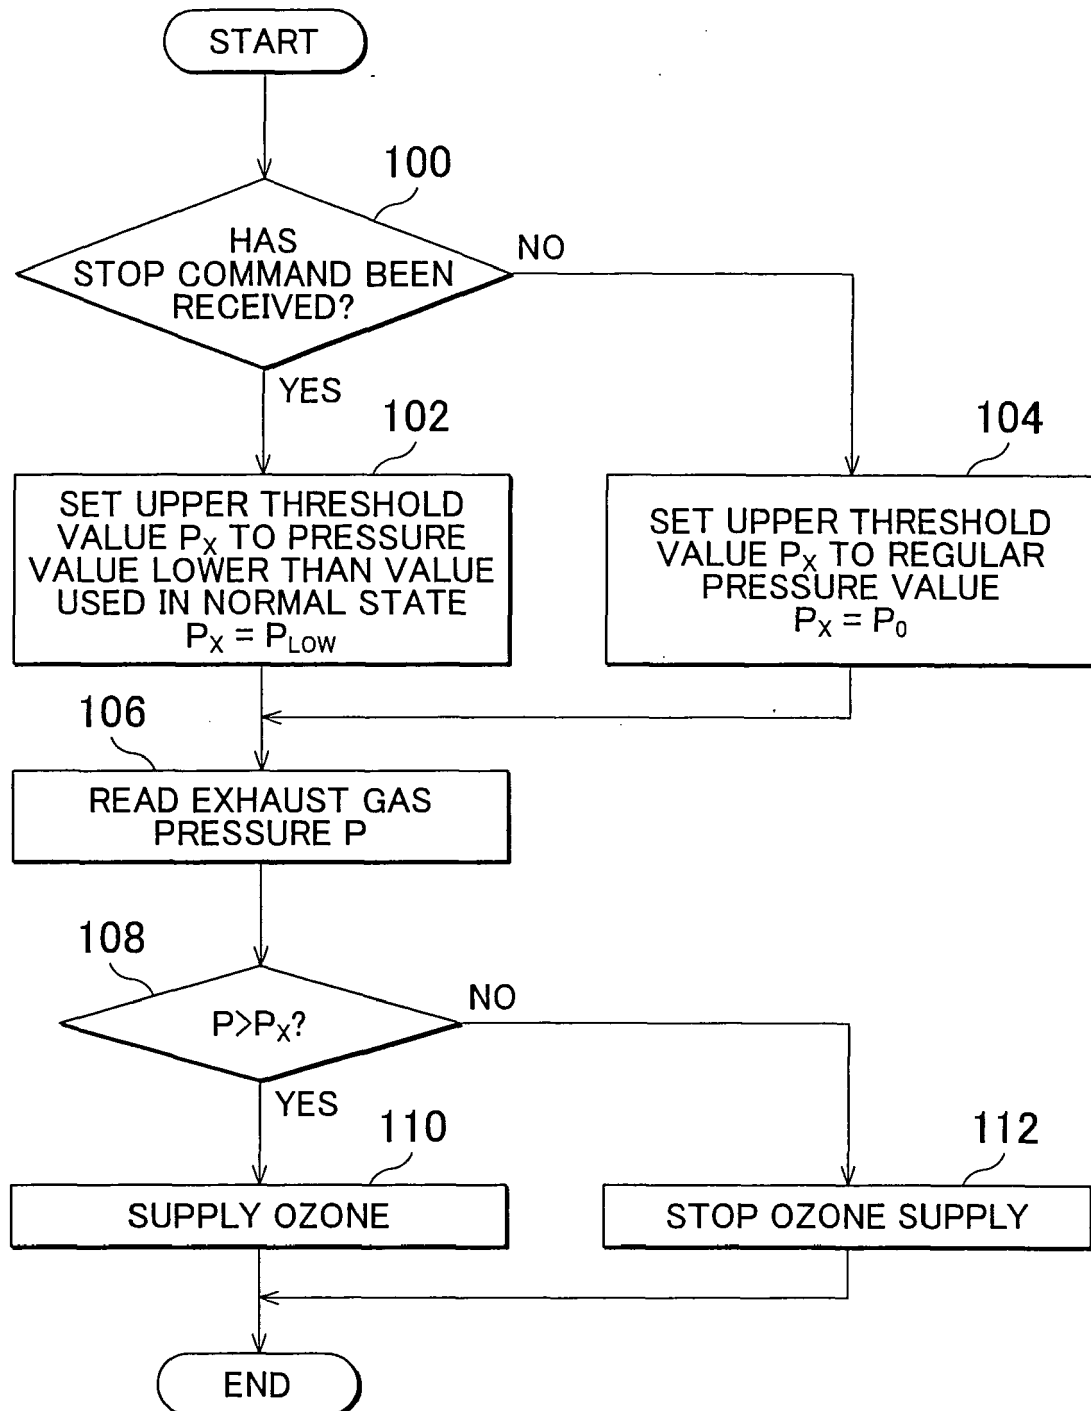 START
100
HAS
STOP COMMAND BEEN
RECEIVED?
NO
YES
102
104
SET UPPER THRESHOLD
VALUE PX TO PRESSURE
VALUE LOWER THAN VALUE
USED IN NORMAL STATE
PX = PLOW
SET UPPER THRESHOLD
VALUE PX TO REGULAR
PRESSURE VALUE
PX = P0
106
READ EXHAUST GAS
PRESSURE P
108
P>PX?
NO
YES
110
112
SUPPLY OZONE
STOP OZONE SUPPLY
END